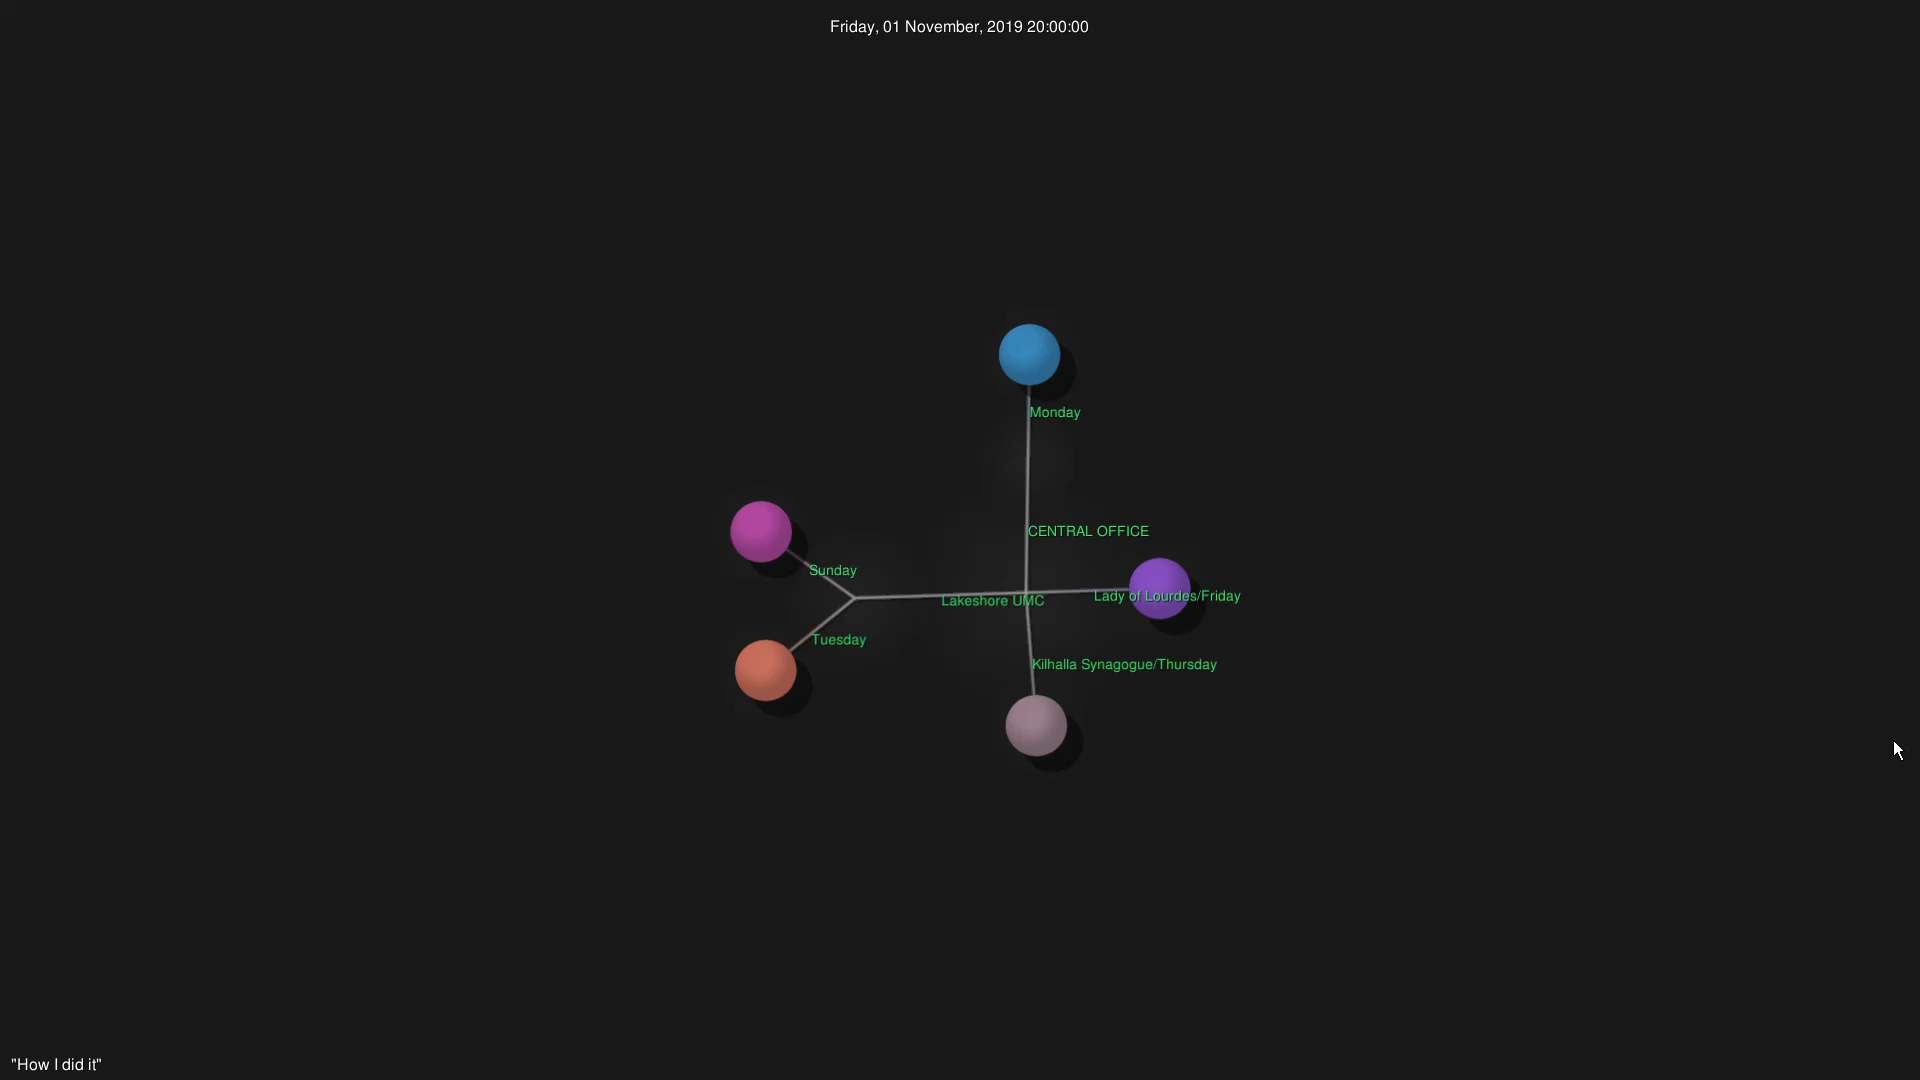 Friday, 01 November, 2019 20:00:00
Monday
CENTRAL OFFICE
Sunday
Lakeshore UMC
Lady of Lourdes/Friday
Tuesday
Kilhalla Synagogue/Thursday
"How I did it"